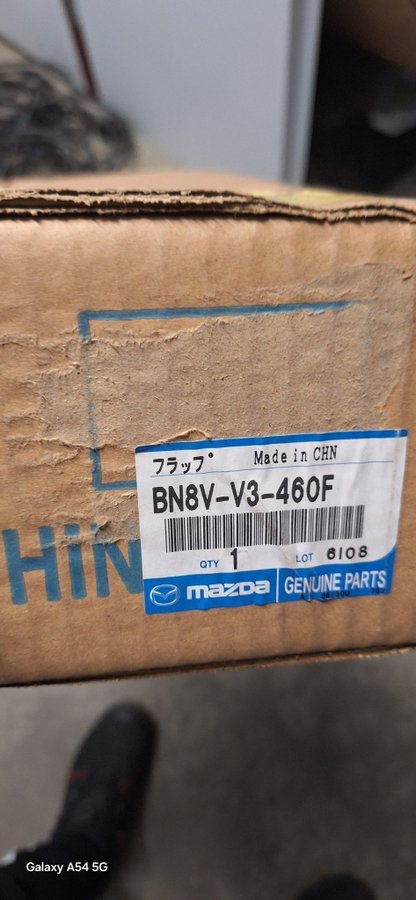 フラップ Made in CHN
BN8V-V3-460F
QTY 1 LOT 6108
mazda GENUINE PARTS
HiN
Galaxy A54 5G